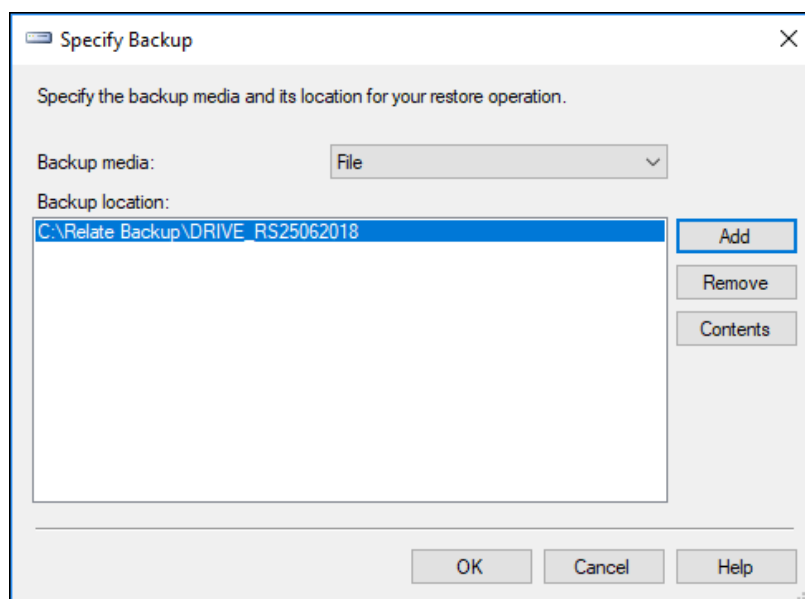 Specify Backup
Specify the backup media and its location for your restore operation.
Backup media:
File
Backup location:
C:\Relate Backup\DRIVE_RS25062018
Add
Remove
Contents
OK
Cancel
Help